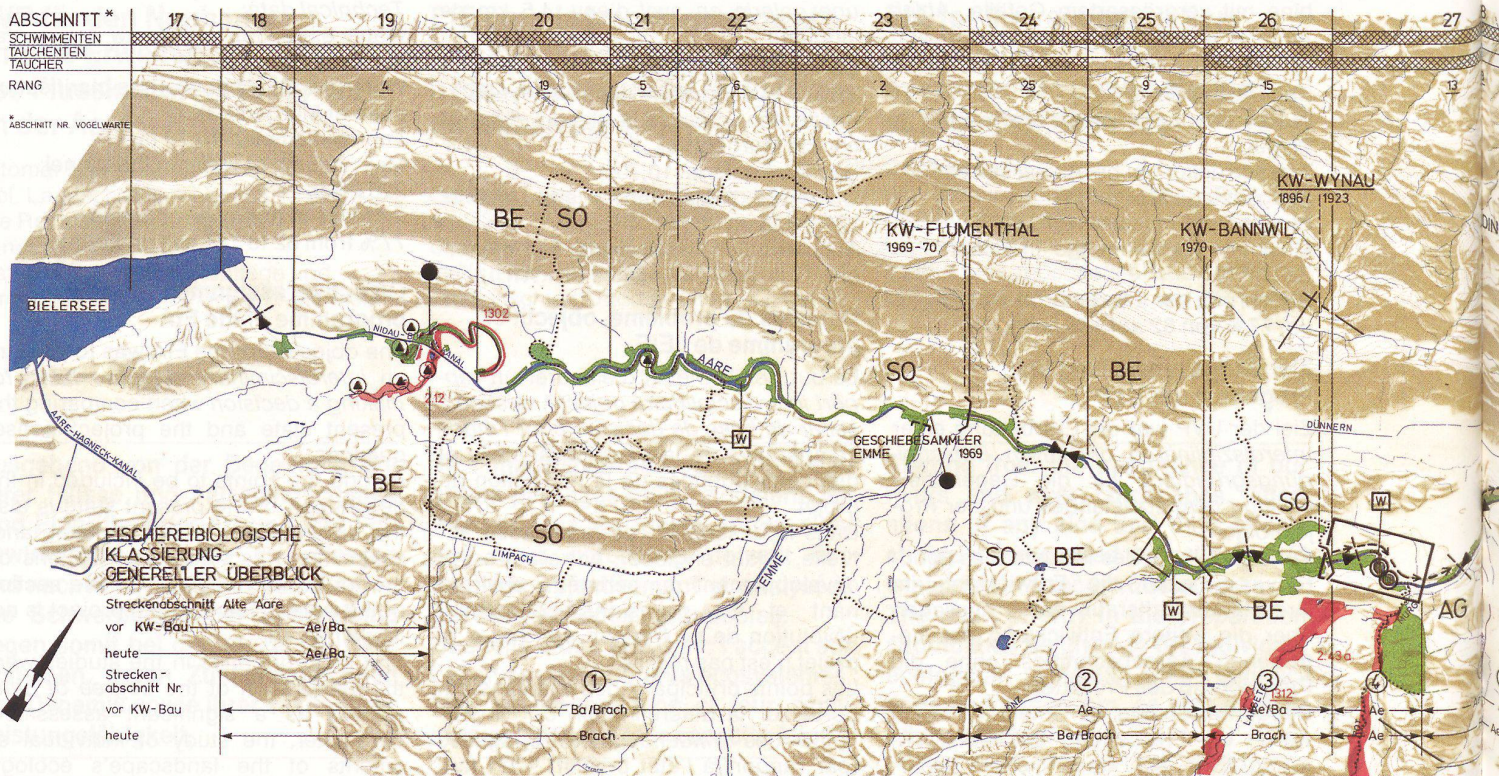 ABSCHNITT * 17 18 19 20 21 22 23 24 25 26 27
SCHWIMMENTEN
TAUCHENTEN
TAUCHER
RANG 3 4 19 5 6 2 25 9 15 13
*
ABSCHNITT NR. VOGELWARTE
KW-WYNAU
1896 / 1923
BE SO
KW-FLUMENTHAL
1969-70
KW-BANNWIL
1970
BIELERSEE
1302
NIDAU-B KANAL
AARE
SO
BE
2.12
DÜNNERN
AARE-HAGNECK-KANAL
W
GESCHIEBESAMMLER
EMME 1969
BE
SO
SO
W
FISCHEREIBIOLOGISCHE
KLASSIERUNG
GENERELLER ÜBERBLICK
LIMPACH
EMME
SO BE
W
BE
AG
Streckenabschnitt Alte Aare
vor KW-Bau Ae/Ba
heute Ae/Ba
2.43a
Strecken-
abschnitt Nr. 1 2 3 4
1312
ÖNZ
LANGETE
ROT
vor KW-Bau Ba/Brach Ae Ae/Ba Ae
heute Brach Ba/Brach Brach Ae